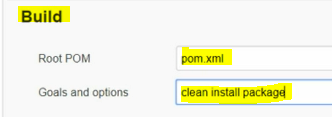 Build
Root POM
pom.xml
Goals and options
clean install package